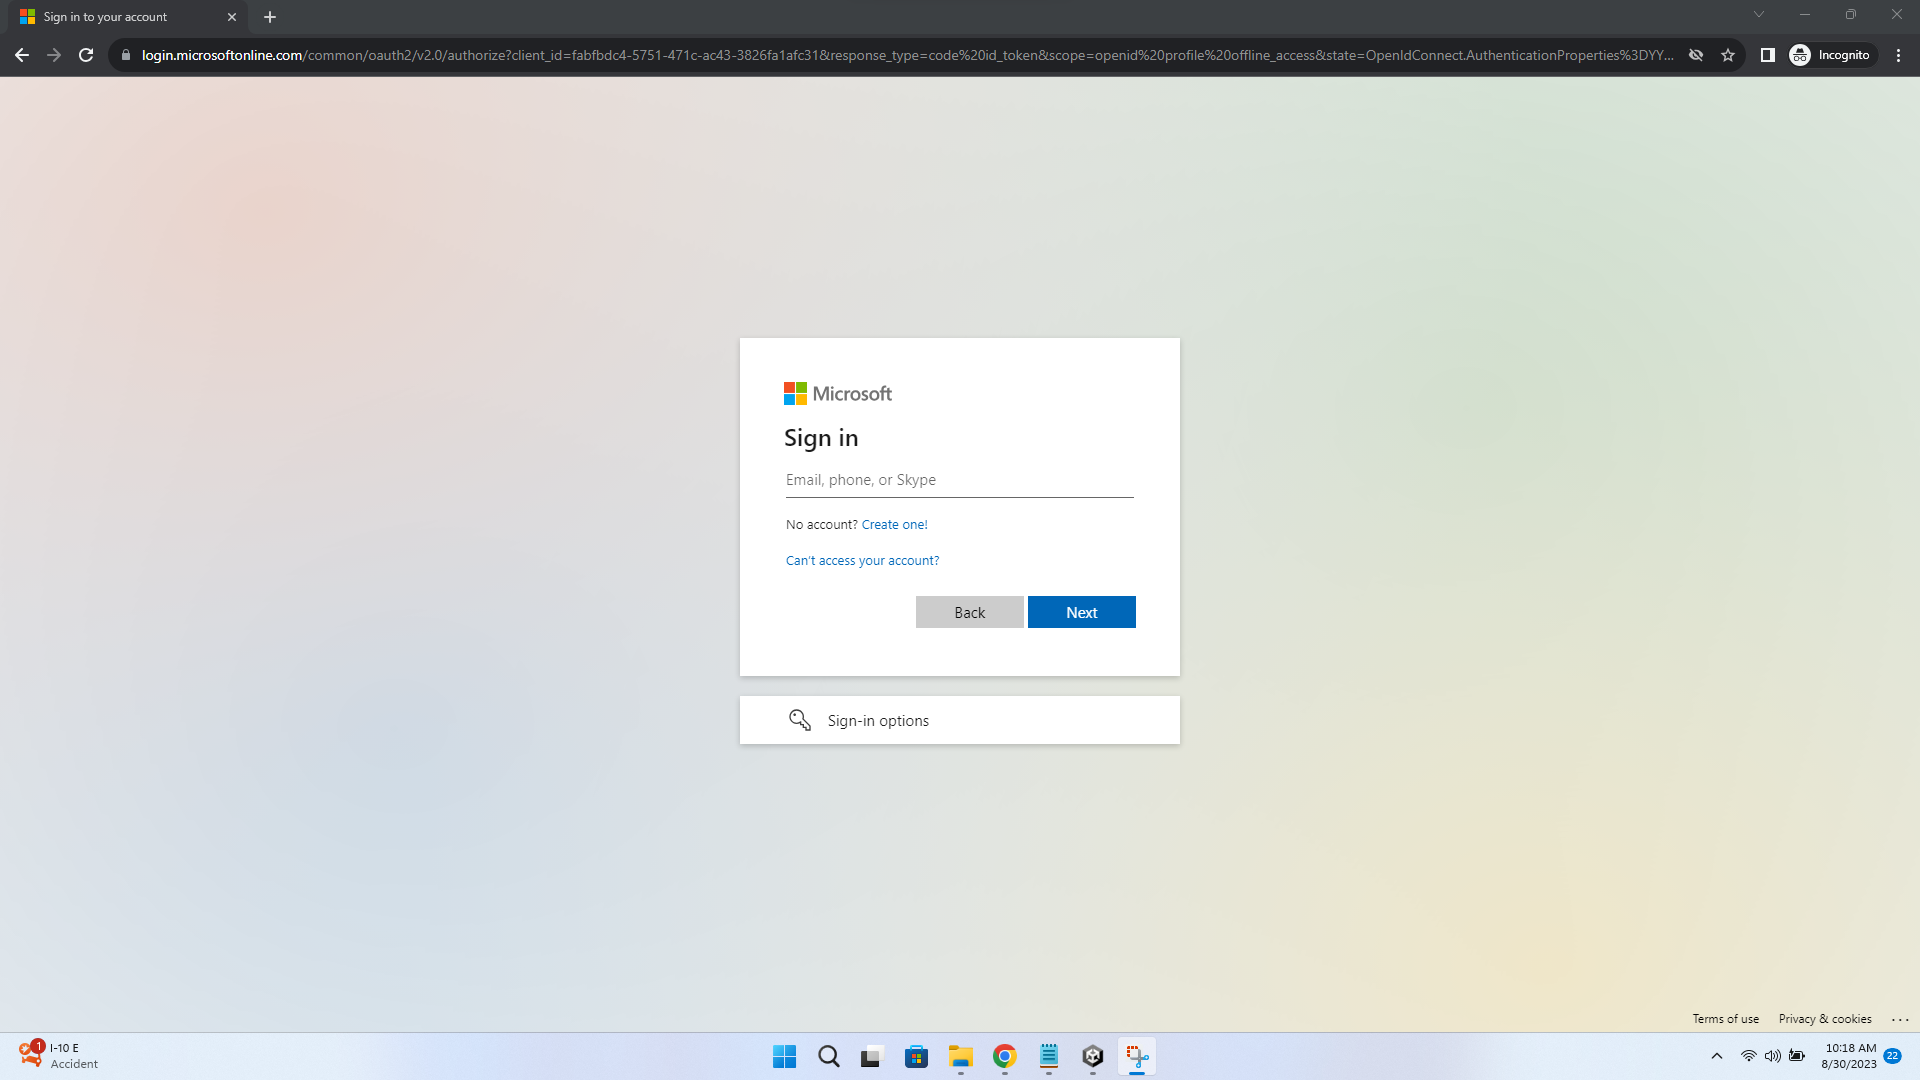 Sign in to your account
login.microsoftonline.com/common/oauth2/v2.0/authorize?client_id=fabfbdc4-5751-471c-ac43-3826fa1afc31&response_type=code%20id_token&scope=openid%20profile%20offline_access&state=OpenIdConnect.AuthenticationProperties%3DYY...
Incognito
Microsoft
Sign in
Email, phone, or Skype
No account? Create one!
Can't access your account?
Back
Next
Sign-in options
Terms of use
Privacy & cookies
...
1
I-10 E
Accident
10:18 AM
8/30/2023
22